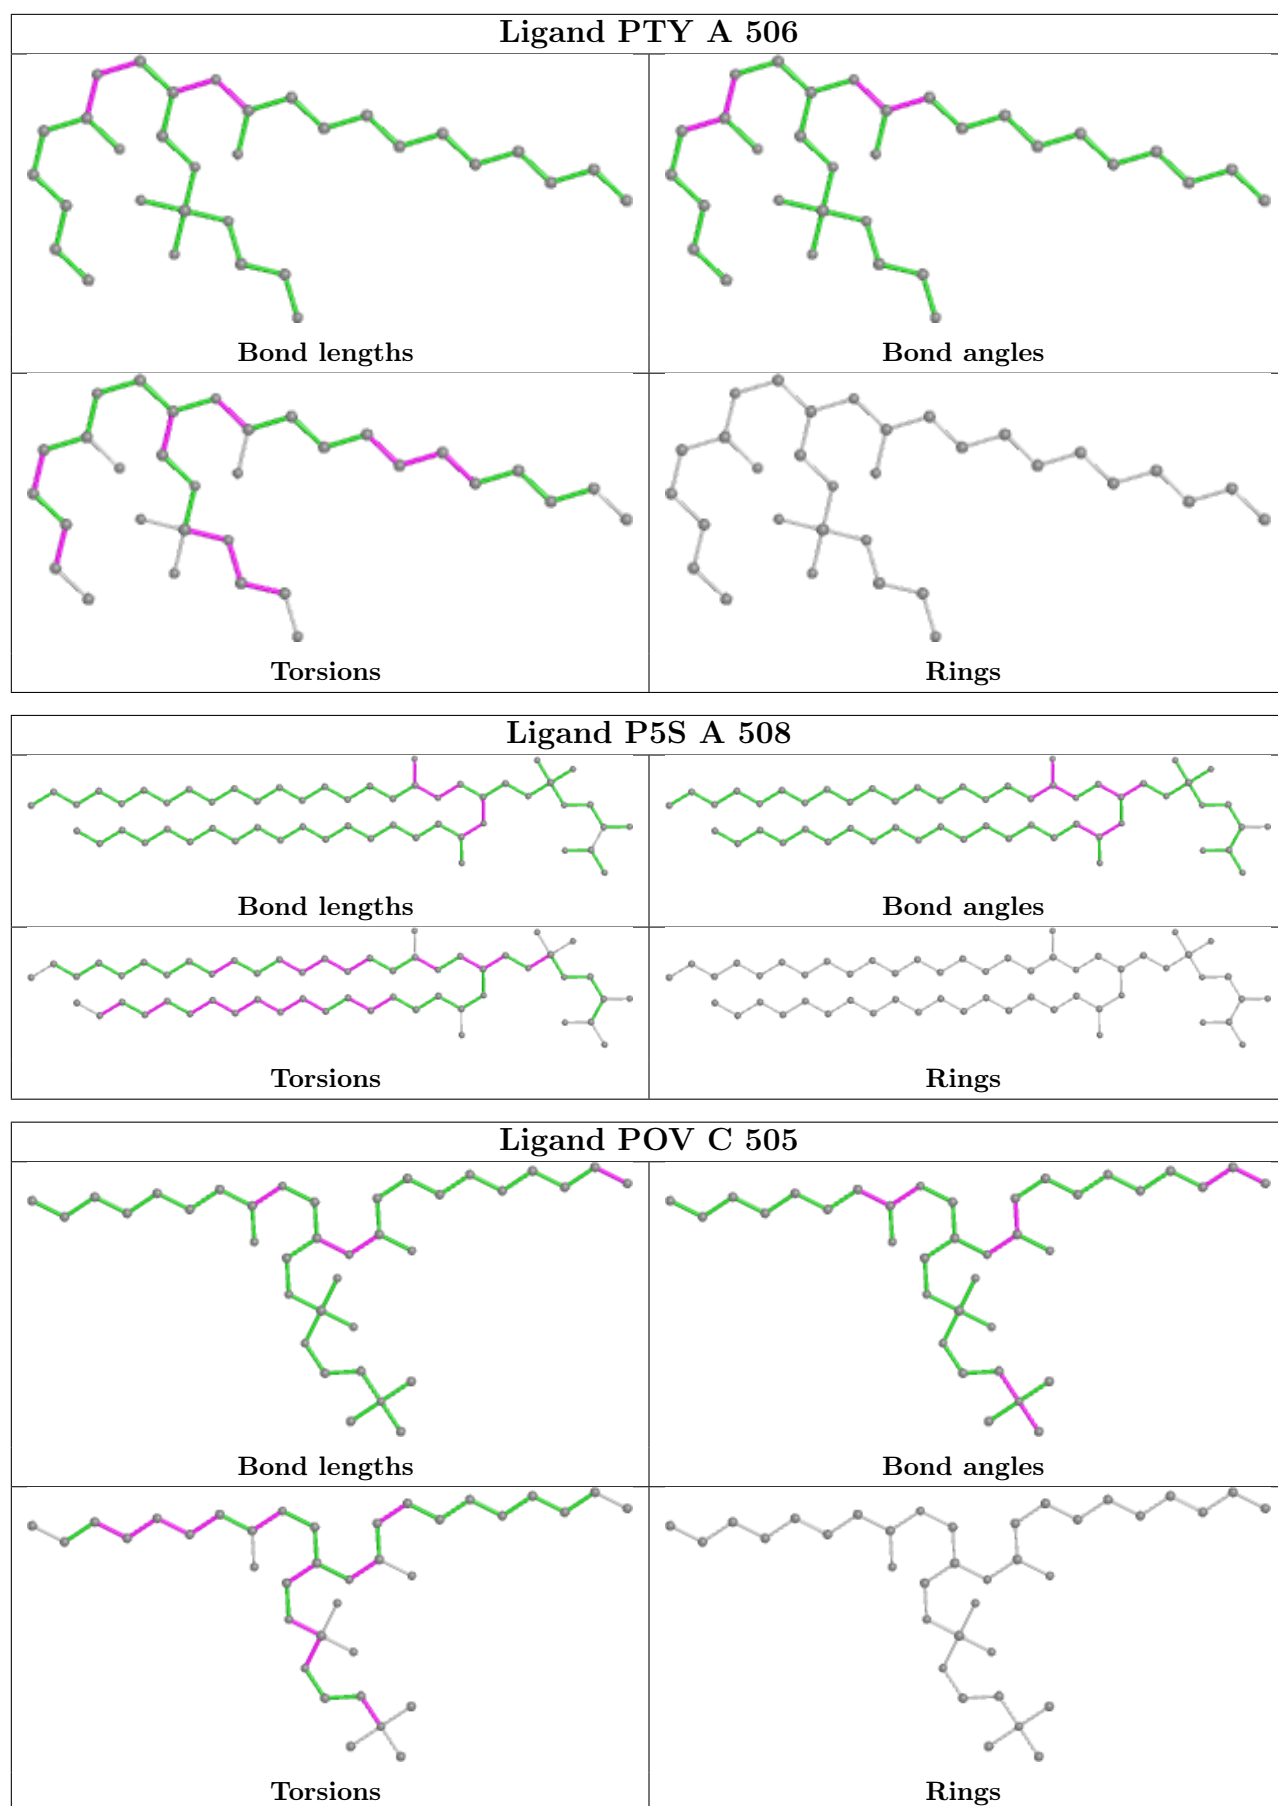 Ligand PTY A 506
Bond lengths
Bond angles
Torsions
Rings
Ligand P5S A 508
Bond lengths
Bond angles
Torsions
Rings
Ligand POV C 505
Bond lengths
Bond angles
Torsions
Rings